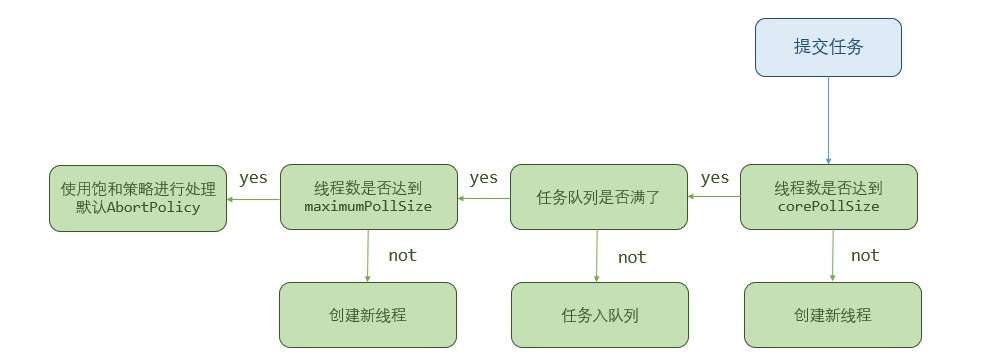 提交任务
使用饱和策略进行处理
默认AbortPolicy
yes
线程数是否达到
maximumPollSize
yes
任务队列是否满了
yes
线程数是否达到
corePollSize
not
not
not
创建新线程
任务入队列
创建新线程